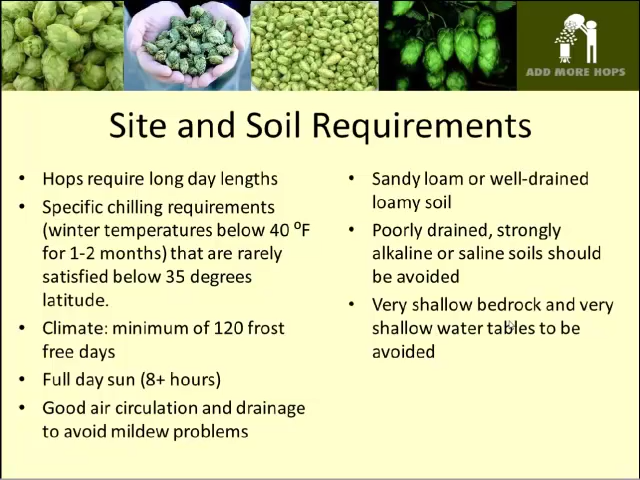 ADD MORE HOPS
Site and Soil Requirements
• Hops require long day lengths
• Specific chilling requirements
(winter temperatures below 40 ⁰F
for 1-2 months) that are rarely
satisfied below 35 degrees
latitude.
• Climate: minimum of 120 frost
free days
• Full day sun (8+ hours)
• Good air circulation and drainage
to avoid mildew problems
• Sandy loam or well-drained
loamy soil
• Poorly drained, strongly
alkaline or saline soils should
be avoided
• Very shallow bedrock and very
shallow water tables to be
avoided